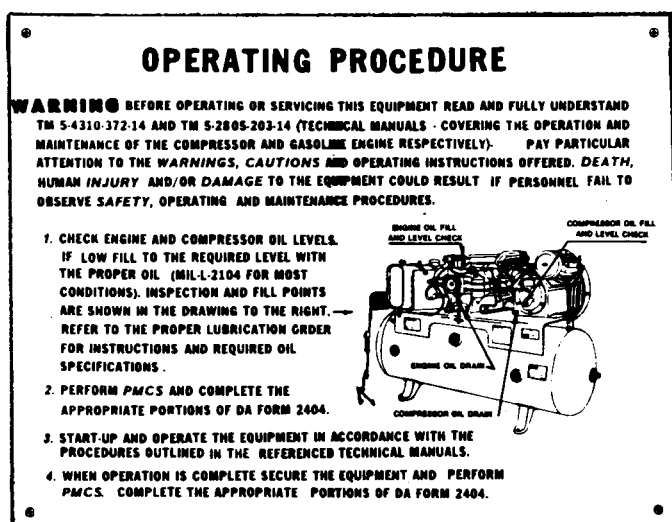 OPERATING PROCEDURE
WARNING BEFORE OPERATING OR SERVICING THIS EQUIPMENT READ AND FULLY UNDERSTAND
TM 5-4310-372-14 AND TM 5-2805-203-14 (TECHNICAL MANUALS - COVERING THE OPERATION AND
MAINTENANCE OF THE COMPRESSOR AND GASOLINE ENGINE RESPECTIVELY)- PAY PARTICULAR
ATTENTION TO THE WARNINGS, CAUTIONS AND OPERATING INSTRUCTIONS OFFERED. DEATH,
HUMAN INJURY AND/OR DAMAGE TO THE EQUIPMENT COULD RESULT IF PERSONNEL FAIL TO
OBSERVE SAFETY, OPERATING AND MAINTENANCE PROCEDURES.
1. CHECK ENGINE AND COMPRESSOR OIL LEVELS.
IF LOW FILL TO THE REQUIRED LEVEL WITH
THE PROPER OIL (MIL-L-2104 FOR MOST
CONDITIONS). INSPECTION AND FILL POINTS
ARE SHOWN IN THE DRAWING TO THE RIGHT.
REFER TO THE PROPER LUBRICATION ORDER
FOR INSTRUCTIONS AND REQUIRED OIL
SPECIFICATIONS.
2. PERFORM PMCS AND COMPLETE THE
APPROPRIATE PORTIONS OF DA FORM 2404.
3. START-UP AND OPERATE THE EQUIPMENT IN ACCORDANCE WITH THE
PROCEDURES OUTLINED IN THE REFERENCED TECHNICAL MANUALS.
4. WHEN OPERATION IS COMPLETE SECURE THE EQUIPMENT AND PERFORM
PMCS. COMPLETE THE APPROPRIATE PORTIONS OF DA FORM 2404.
ENGINE OIL FILL
AND LEVEL CHECK
COMPRESSOR OIL FILL
AND LEVEL CHECK
ENGINE OIL DRAIN
COMPRESSOR OIL DRAIN